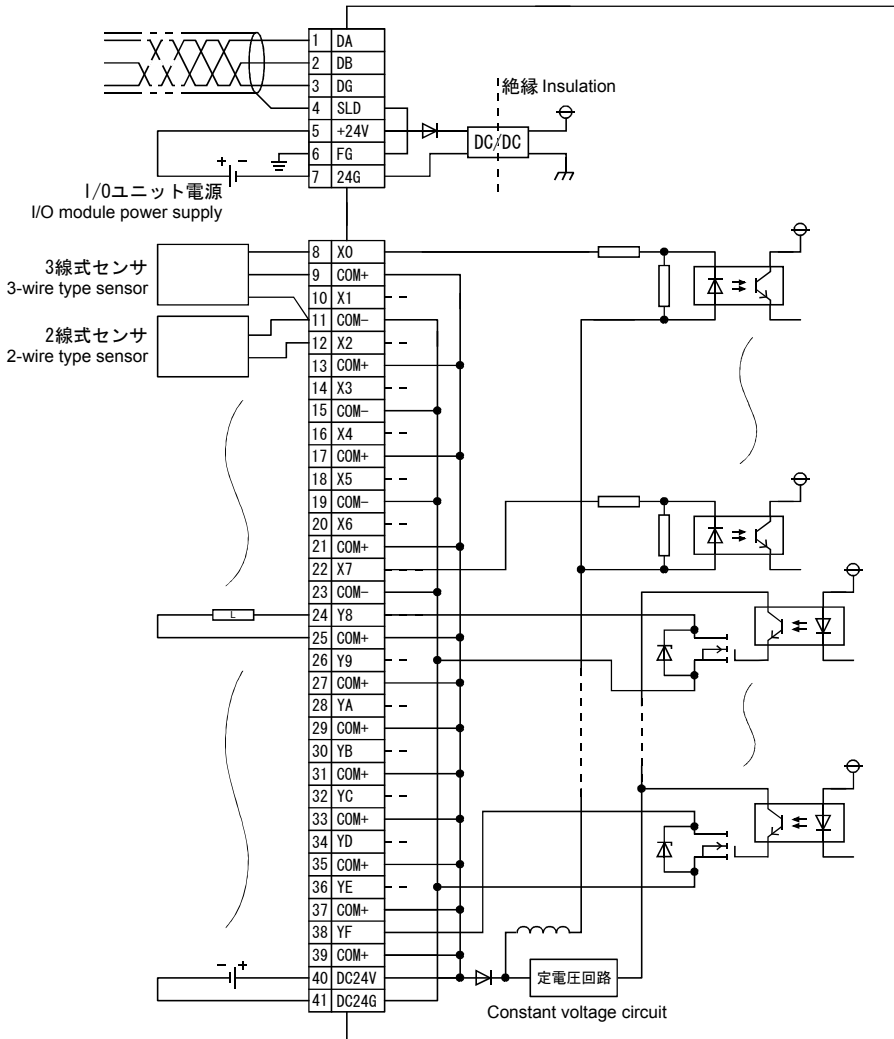 1 DA
2 DB
3 DG
4 SLD
5 +24V
6 FG
7 24G
絶縁 Insulation
DC/DC
+ -
I/Oユニット電源
I/O module power supply
3線式センサ
3-wire type sensor
2線式センサ
2-wire type sensor
8 X0
9 COM+
10 X1
11 COM-
12 X2
13 COM+
14 X3
15 COM-
16 X4
17 COM+
18 X5
19 COM-
20 X6
21 COM+
22 X7
23 COM-
L
24 Y8
25 COM+
26 Y9
27 COM+
28 YA
29 COM+
30 YB
31 COM+
32 YC
33 COM+
34 YD
35 COM+
36 YE
37 COM+
38 YF
39 COM+
- +
40 DC24V
41 DC24G
定電圧回路
Constant voltage circuit